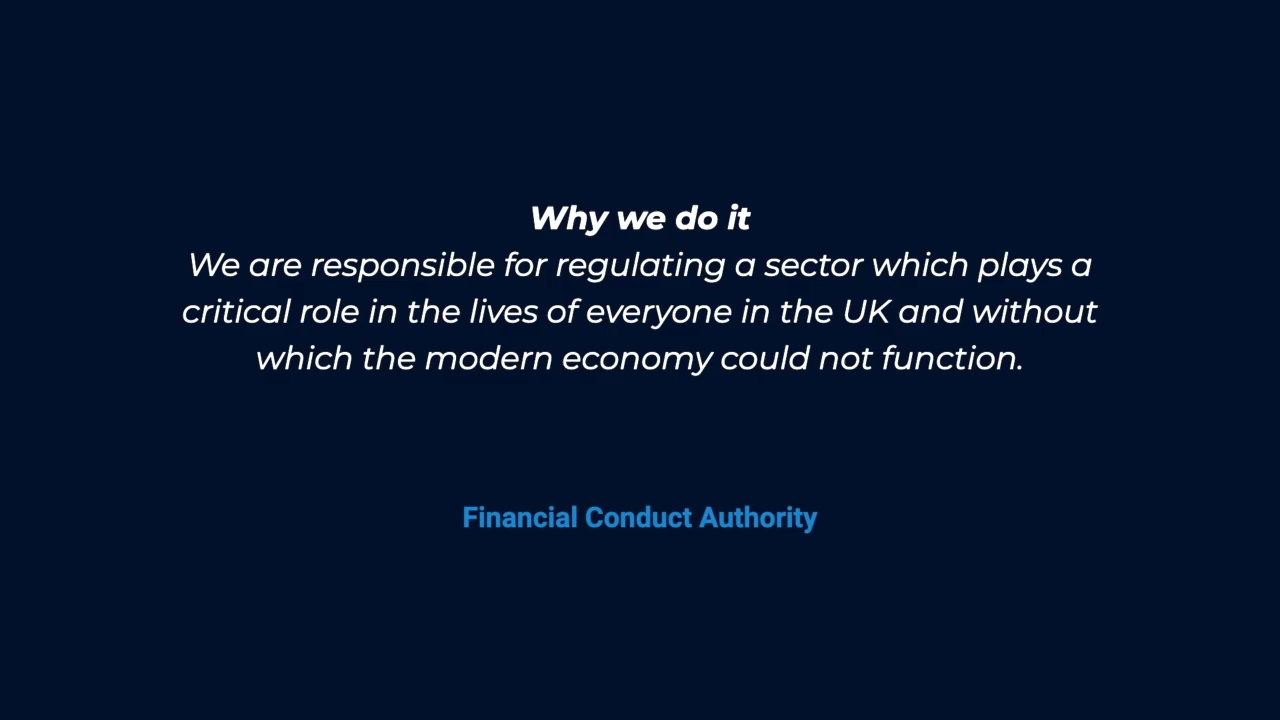 Why we do it
We are responsible for regulating a sector which plays a
critical role in the lives of everyone in the UK and without
which the modern economy could not function.
Financial Conduct Authority